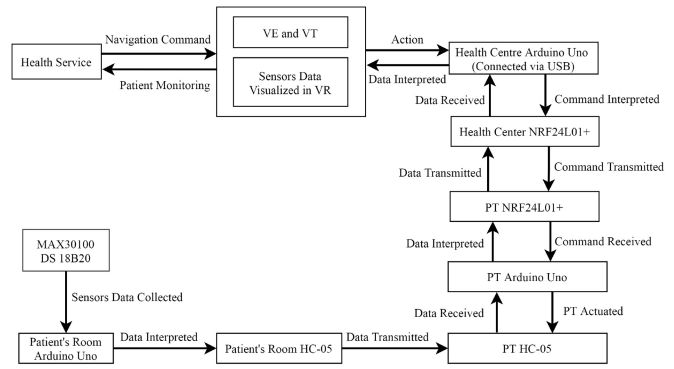 Navigation Command
VE and VT
Action
Health Service
Health Centre Arduino Uno
(Connected via USB)
Patient Monitoring
Sensors Data
Visualized in VR
Data Interpreted
Data Received
Command Interpreted
Health Center NRF24L01+
Data Transmitted
Command Transmitted
PT NRF24L01+
MAX30100
DS 18B20
Data Interpreted
Command Received
PT Arduino Uno
Sensors Data Collected
Data Received
PT Actuated
Patient's Room
Arduino Uno
Data Interpreted
Patient's Room HC-05
Data Transmitted
PT HC-05